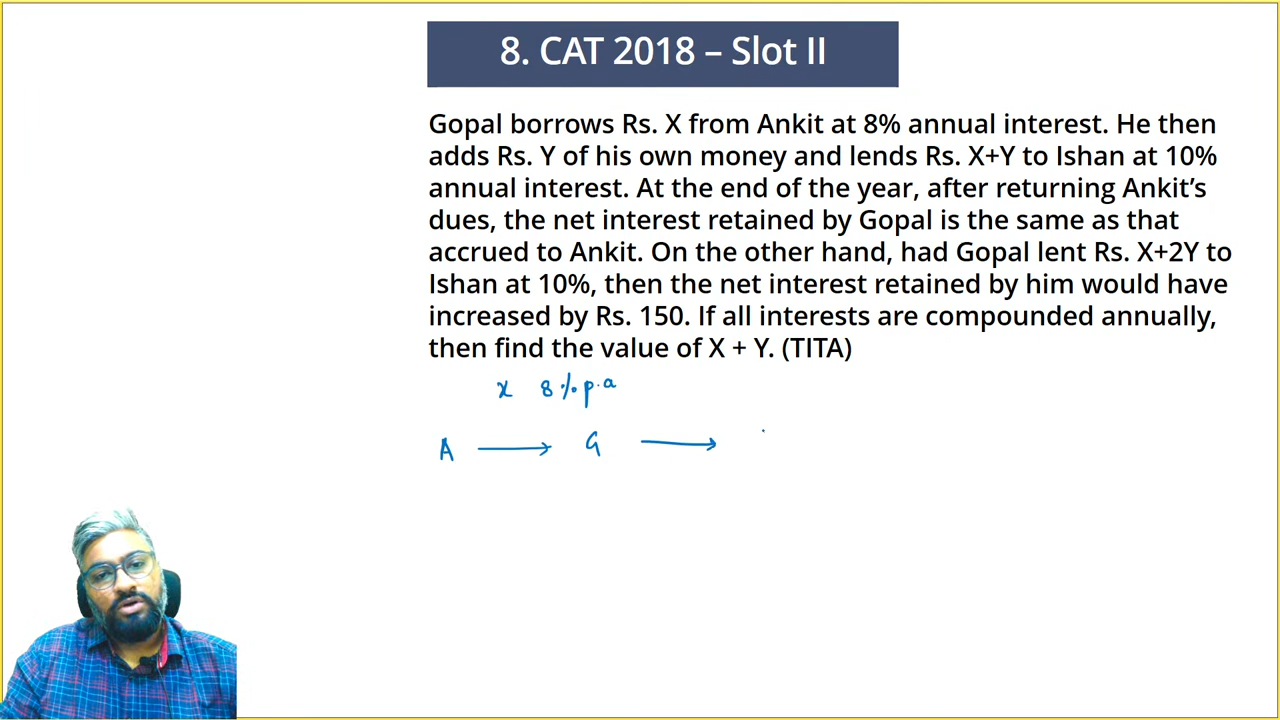 8. CAT 2018 – Slot II
Gopal borrows Rs. X from Ankit at 8% annual interest. He then
adds Rs. Y of his own money and lends Rs. X+Y to Ishan at 10%
annual interest. At the end of the year, after returning Ankit’s
dues, the net interest retained by Gopal is the same as that
accrued to Ankit. On the other hand, had Gopal lent Rs. X+2Y to
Ishan at 10%, then the net interest retained by him would have
increased by Rs. 150. If all interests are compounded annually,
then find the value of X + Y. (TITA)
x 8% p.a
A → G →